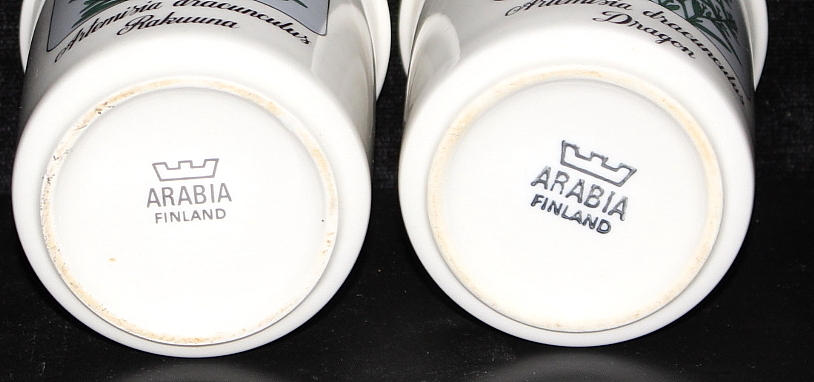 Artemisia dracunculus
Rakuuna
ARABIA
FINLAND
Artemisia dracunculus
Dragon
ARABIA
FINLAND